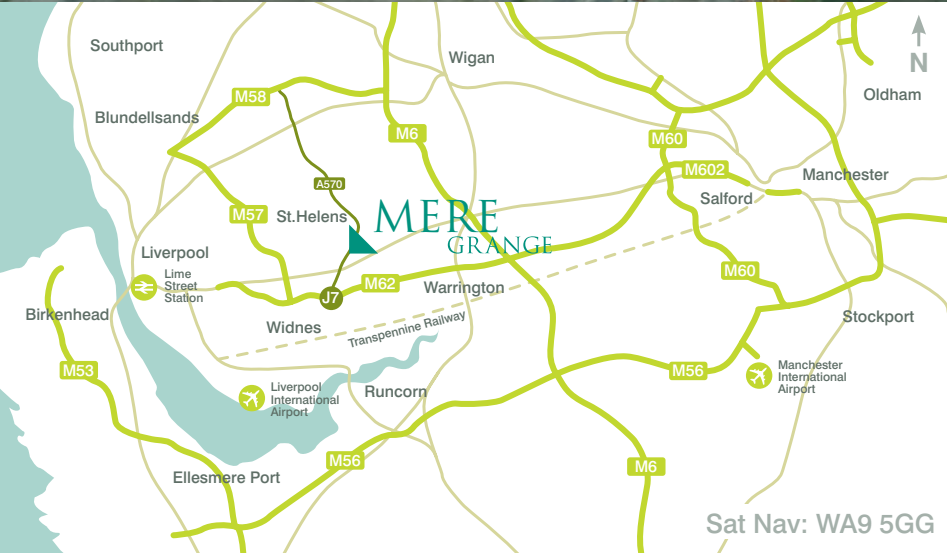 Southport
Wigan
N
M58
Oldham
Blundellsands
M6
M60
M602
Manchester
A570
Salford
M57
St.Helens
MERE
GRANGE
Liverpool
Lime
Street
Station
M62
M60
J7
Warrington
Birkenhead
Widnes
Transpennine Railway
Stockport
M53
M56
Manchester
International
Airport
Liverpool
International
Airport
Runcorn
M56
M6
Ellesmere Port
Sat Nav: WA9 5GG